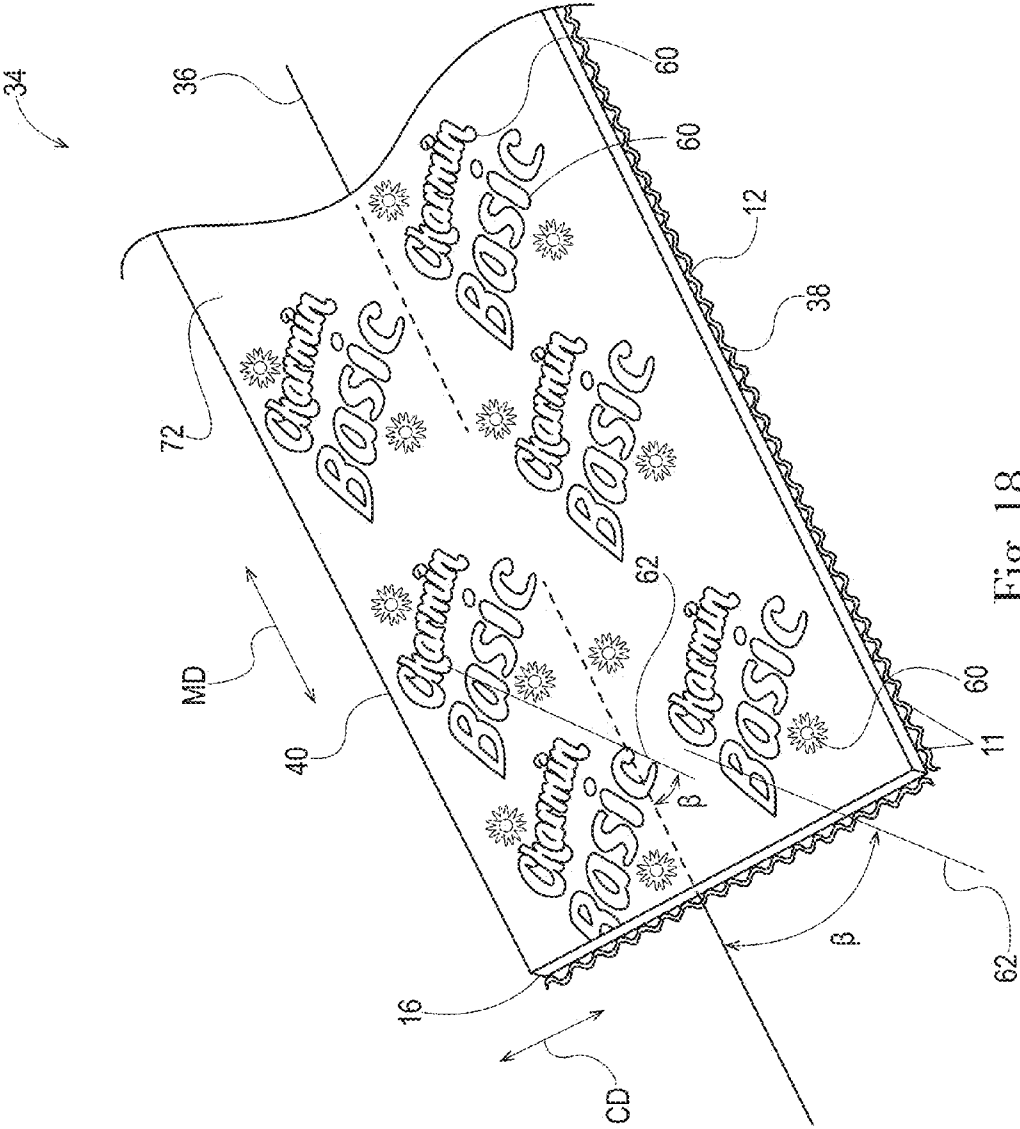 34
36
60
60
Charmin
Basic
72
Charmin
Basic
12
38
Charmin
Basic
MD
40
Charmin
Basic
62
Charmin
Basic
Charmin
Basic
60
11
β
16
β
62
CD
Fig. 18